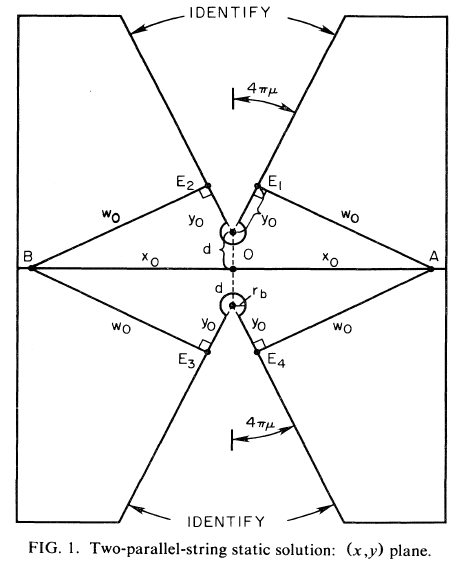 IDENTIFY
4πμ
E₂ E₁
w₀ y₀ y₀ w₀
d
B x₀ O x₀ A
d r_b
w₀ y₀ y₀ w₀
E₃ E₄
4πμ
IDENTIFY
FIG. 1. Two-parallel-string static solution: (x,y) plane.